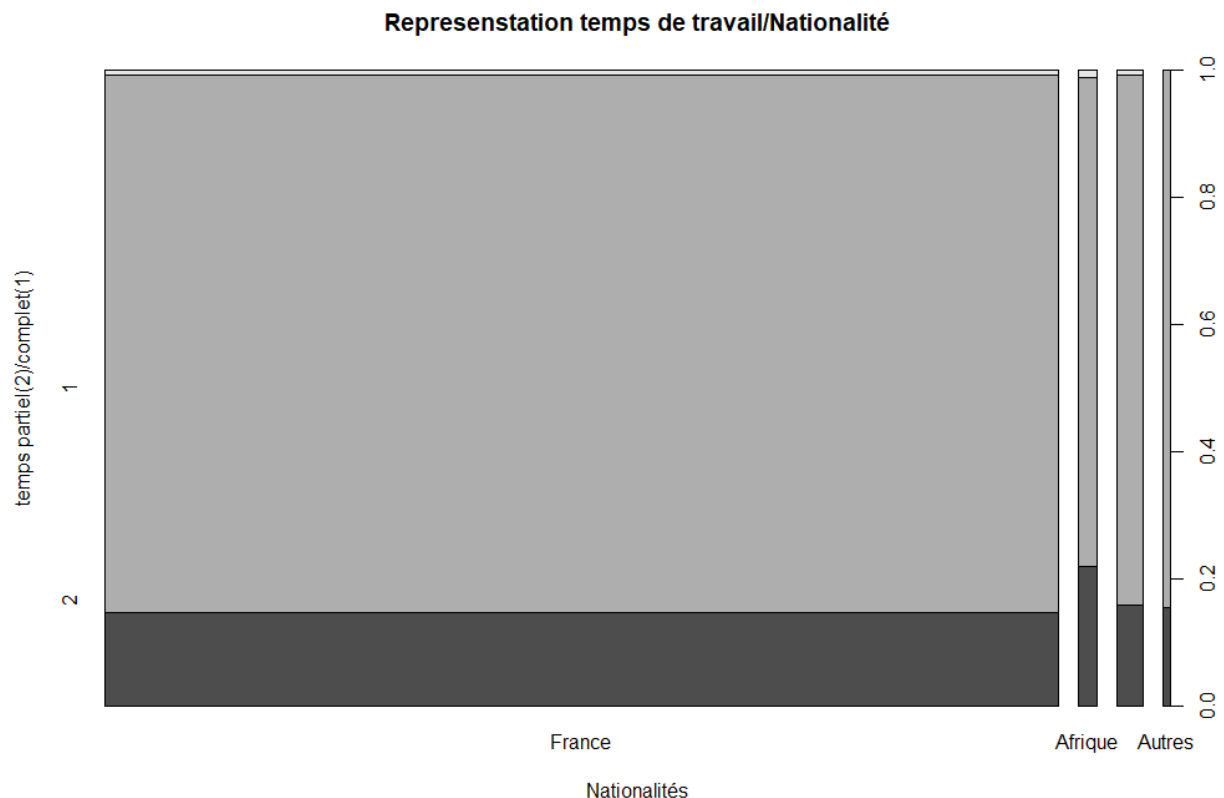 Represenstation temps de travail/Nationalité
temps partiel(2)/complet(1)
1
2
1.0
0.8
0.6
0.4
0.2
0.0
France
Afrique
Autres
Nationalités